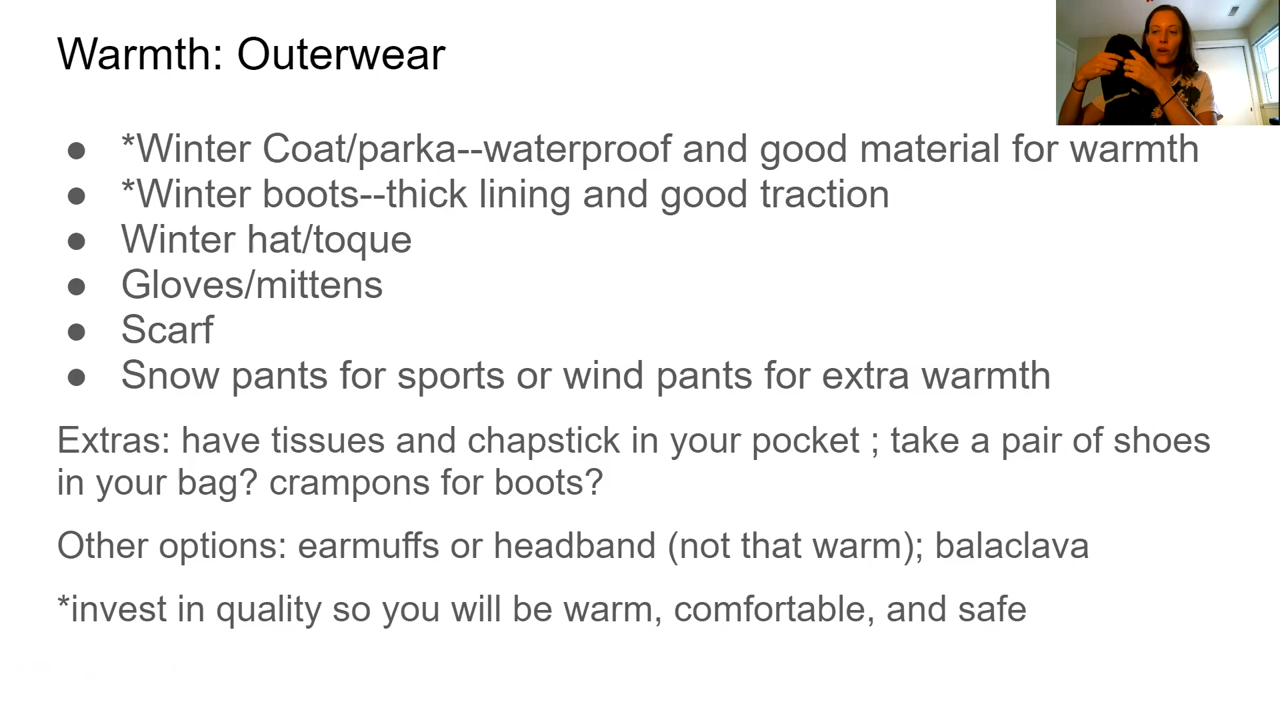 Warmth: Outerwear
● *Winter Coat/parka--waterproof and good material for warmth
● *Winter boots--thick lining and good traction
● Winter hat/toque
● Gloves/mittens
● Scarf
● Snow pants for sports or wind pants for extra warmth
Extras: have tissues and chapstick in your pocket ; take a pair of shoes
in your bag? crampons for boots?
Other options: earmuffs or headband (not that warm); balaclava
*invest in quality so you will be warm, comfortable, and safe